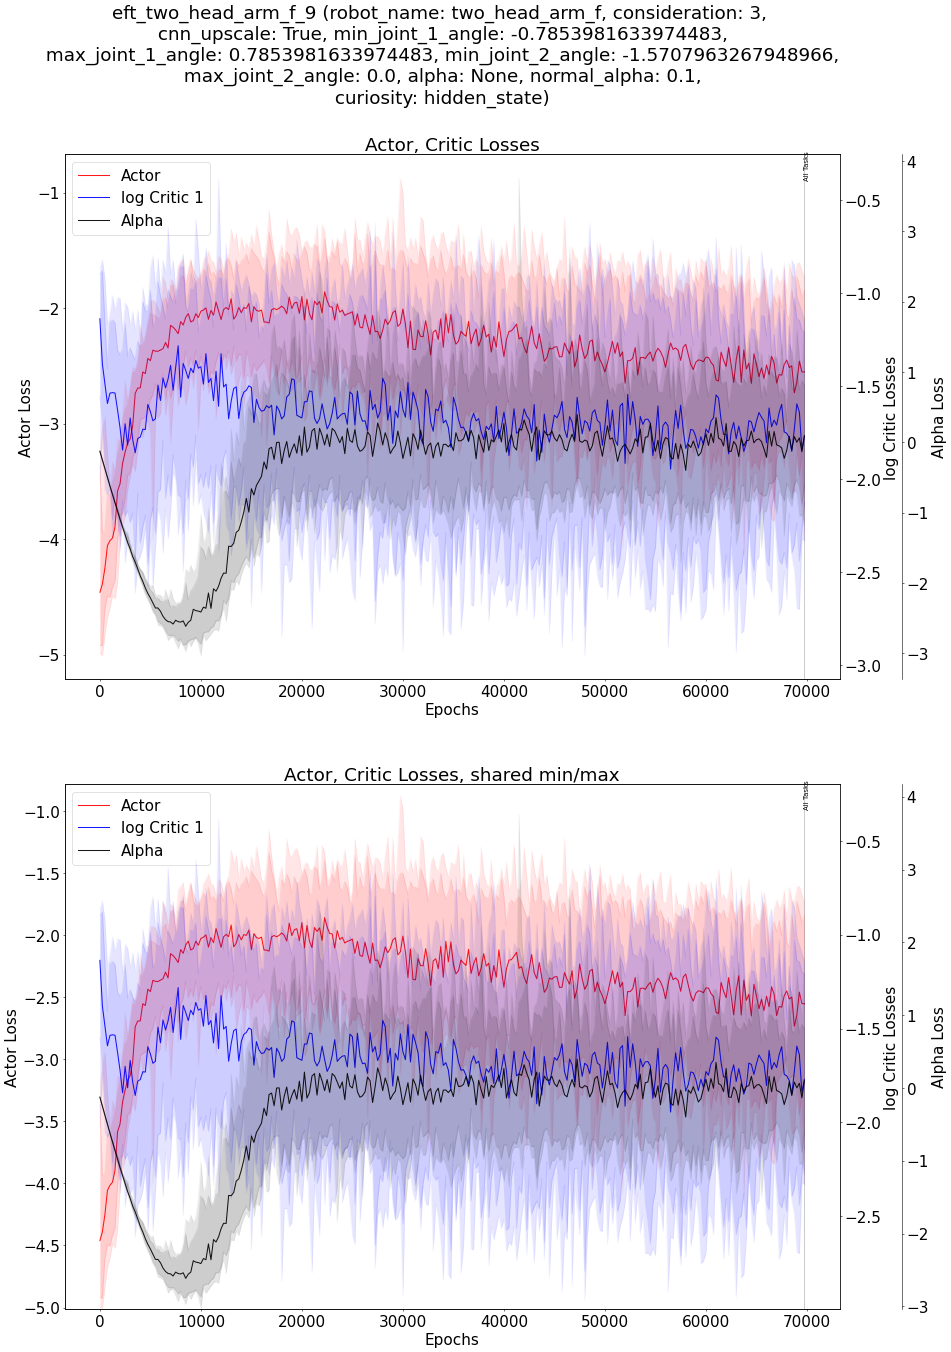 eft_two_head_arm_f_9 (robot_name: two_head_arm_f, consideration: 3,
cnn_upscale: True, min_joint_1_angle: -0.7853981633974483,
max_joint_1_angle: 0.7853981633974483, min_joint_2_angle: -1.5707963267948966,
max_joint_2_angle: 0.0, alpha: None, normal_alpha: 0.1,
curiosity: hidden_state)
Actor, Critic Losses
Actor
log Critic 1
Alpha
All Tasks
−1
−2
−3
−4
−5
Actor Loss
−0.5
−1.0
−1.5
−2.0
−2.5
−3.0
log Critic Losses
4
3
2
1
0
−1
−2
−3
Alpha Loss
0 10000 20000 30000 40000 50000 60000 70000
Epochs
Actor, Critic Losses, shared min/max
Actor
log Critic 1
Alpha
All Tasks
−1.0
−1.5
−2.0
−2.5
−3.0
−3.5
−4.0
−4.5
−5.0
Actor Loss
−0.5
−1.0
−1.5
−2.0
−2.5
log Critic Losses
4
3
2
1
0
−1
−2
−3
Alpha Loss
0 10000 20000 30000 40000 50000 60000 70000
Epochs